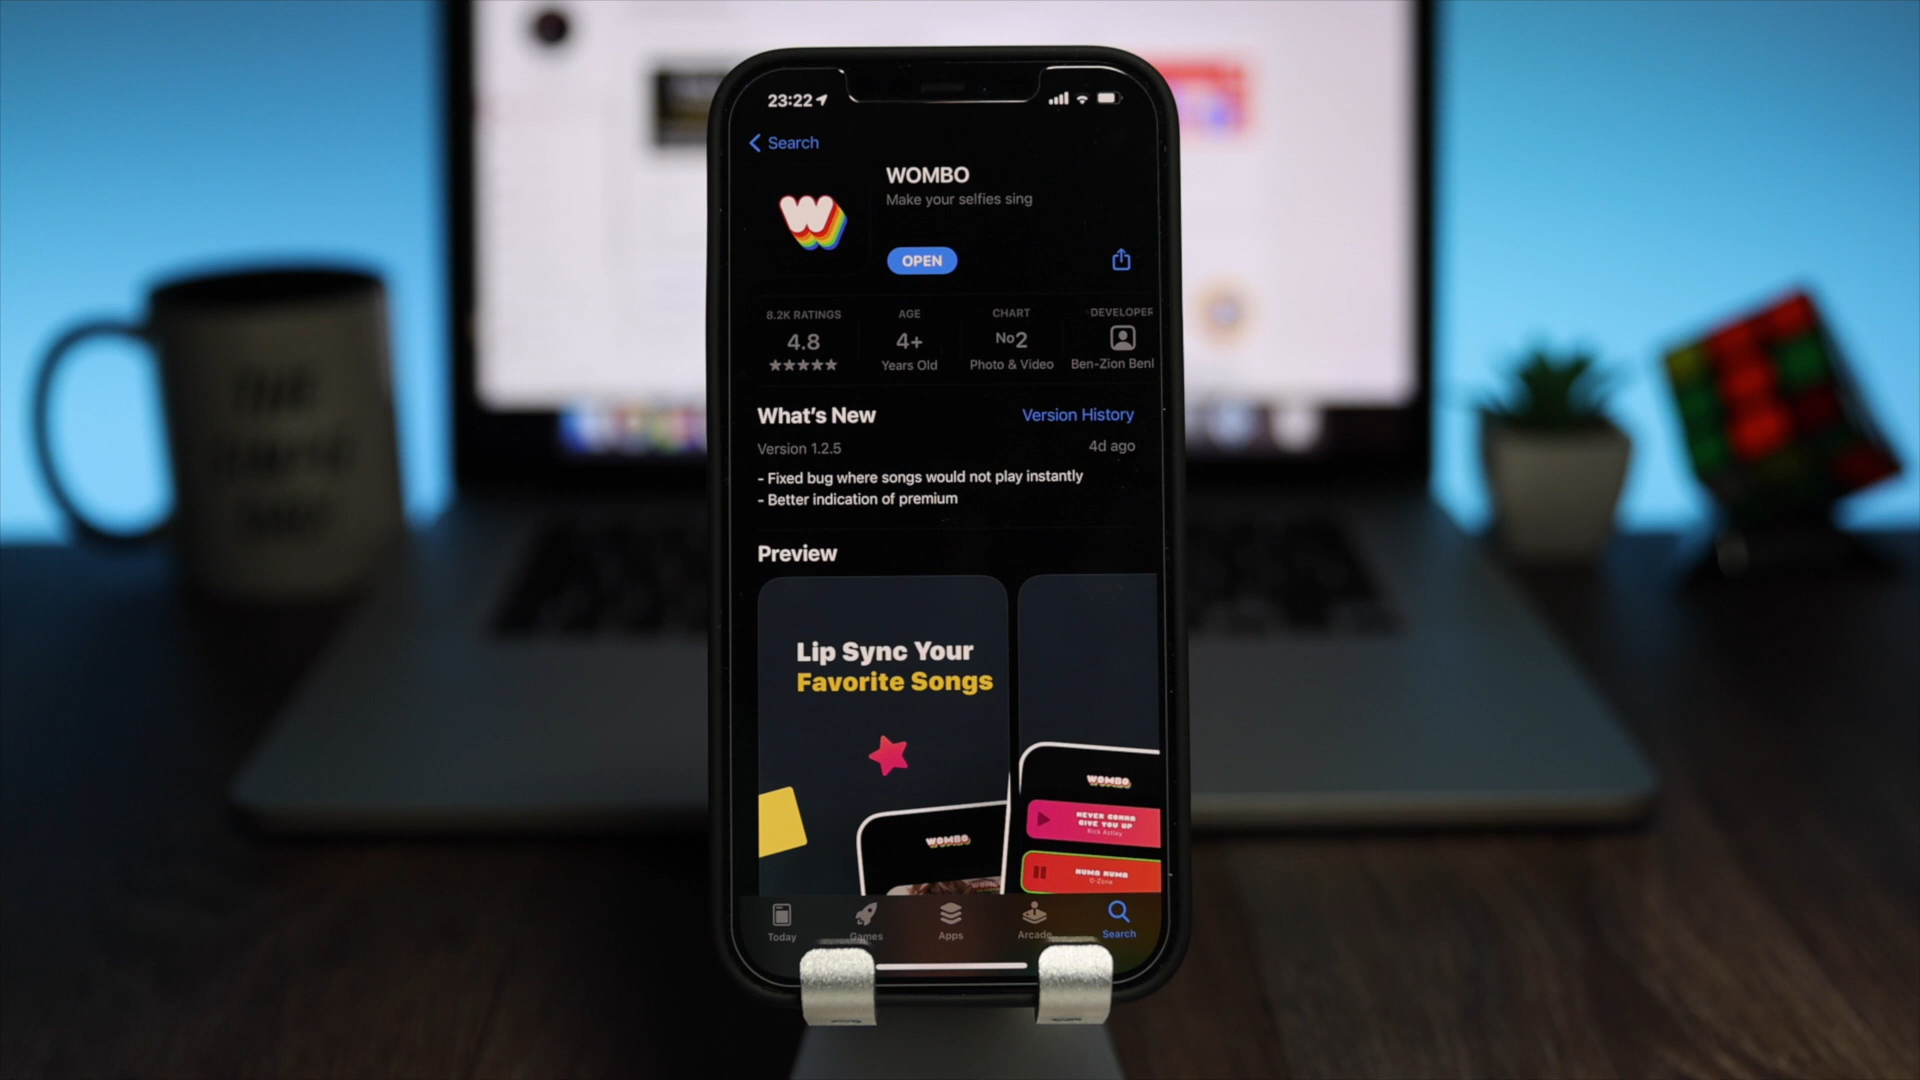 23:22
Search
WOMBO
Make your selfies sing
W
OPEN
8.2K RATINGS
4.8
AGE
4+
Years Old
CHART
No2
Photo & Video
DEVELOPER
Ben-Zion Benl
What's New
Version History
Version 1.2.5
4d ago
- Fixed bug where songs would not play instantly
- Better indication of premium
Preview
Lip Sync Your
Favorite Songs
WOMBO
WOMBO
NEVER GONNA
GIVE YOU UP
Rick Astley
NUMA NUMA
O-Zone
Today
Games
Apps
Arcade
Search